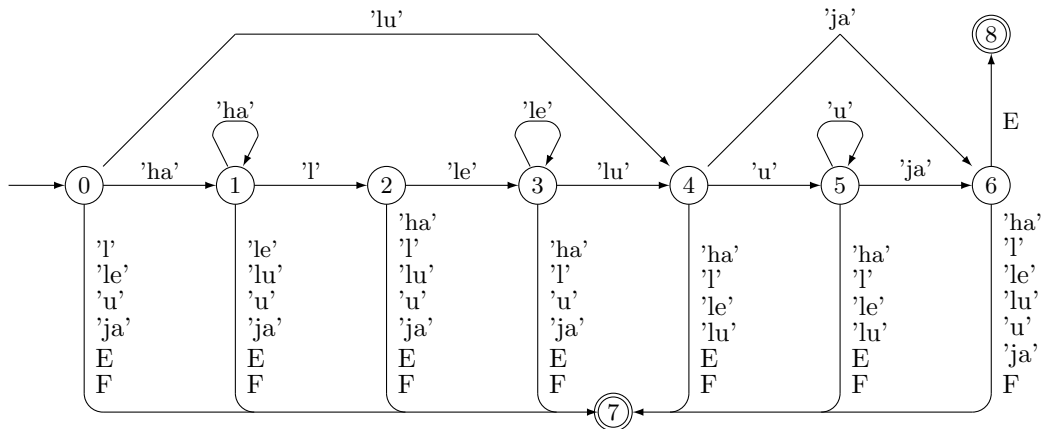 'lu' 'ja' 8
'ha' 'le' 'u' E
0 'ha' 1 'l' 2 'le' 3 'lu' 4 'u' 5 'ja' 6
'l'
'le'
'u'
'ja'
E
F
'le'
'lu'
'u'
'ja'
E
F
'ha'
'l'
'lu'
'u'
'ja'
E
F
'ha'
'l'
'u'
'ja'
E
F
'ha'
'l'
'le'
'lu'
E
F
'ha'
'l'
'le'
'lu'
E
F
'ha'
'l'
'le'
'lu'
'u'
'ja'
F
7